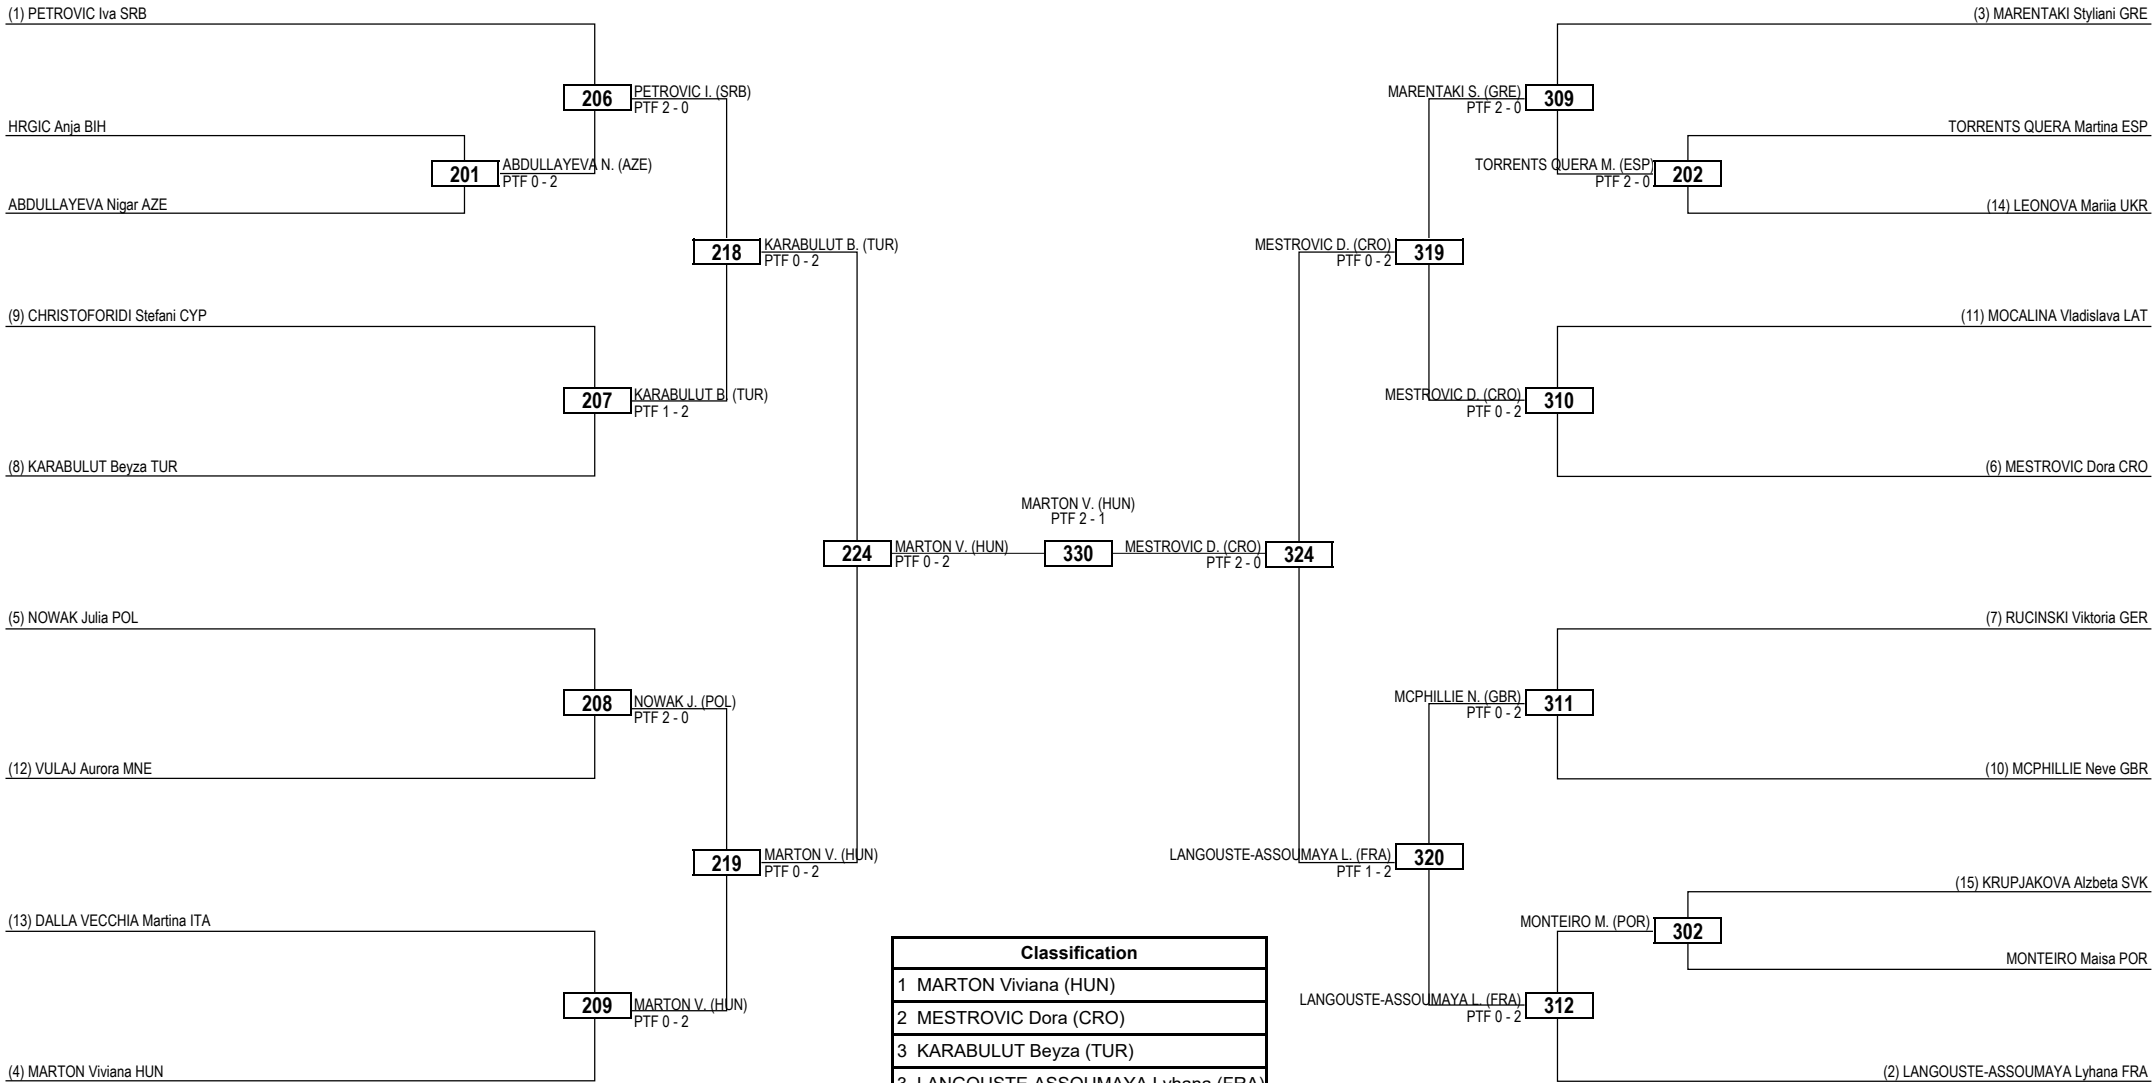 (1) PETROVIC Iva SRB
(3) MARENTAKI Styliani GRE
206
PETROVIC I. (SRB)
PTF 2 - 0
MARENTAKI S. (GRE)
PTF 2 - 0
309
HRGIC Anja BIH
TORRENTS QUERA Martina ESP
201
ABDULLAYEVA N. (AZE)
PTF 0 - 2
TORRENTS QUERA M. (ESP)
PTF 2 - 0
202
ABDULLAYEVA Nigar AZE
(14) LEONOVA Mariia UKR
218
KARABULUT B. (TUR)
PTF 0 - 2
MESTROVIC D. (CRO)
PTF 0 - 2
319
(9) CHRISTOFORIDI Stefani CYP
(11) MOCALINA Vladislava LAT
207
KARABULUT B. (TUR)
PTF 1 - 2
MESTROVIC D. (CRO)
PTF 0 - 2
310
(8) KARABULUT Beyza TUR
(6) MESTROVIC Dora CRO
MARTON V. (HUN)
PTF 2 - 1
224
MARTON V. (HUN)
PTF 0 - 2
330
MESTROVIC D. (CRO)
PTF 2 - 0
324
(5) NOWAK Julia POL
(7) RUCINSKI Viktoria GER
208
NOWAK J. (POL)
PTF 2 - 0
MCPHILLIE N. (GBR)
PTF 0 - 2
311
(12) VULAJ Aurora MNE
(10) MCPHILLIE Neve GBR
219
MARTON V. (HUN)
PTF 0 - 2
LANGOUSTE-ASSOUMAYA L. (FRA)
PTF 1 - 2
320
(15) KRUPJAKOVA Alzbeta SVK
(13) DALLA VECCHIA Martina ITA
MONTEIRO M. (POR)
302
MONTEIRO Maisa POR
209
MARTON V. (HUN)
PTF 0 - 2
LANGOUSTE-ASSOUMAYA L. (FRA)
PTF 0 - 2
312
(4) MARTON Viviana HUN
(2) LANGOUSTE-ASSOUMAYA Lyhana FRA
Classification
1 MARTON Viviana (HUN)
2 MESTROVIC Dora (CRO)
3 KARABULUT Beyza (TUR)
3 LANGOUSTE-ASSOUMAYA Lyhana (FRA)